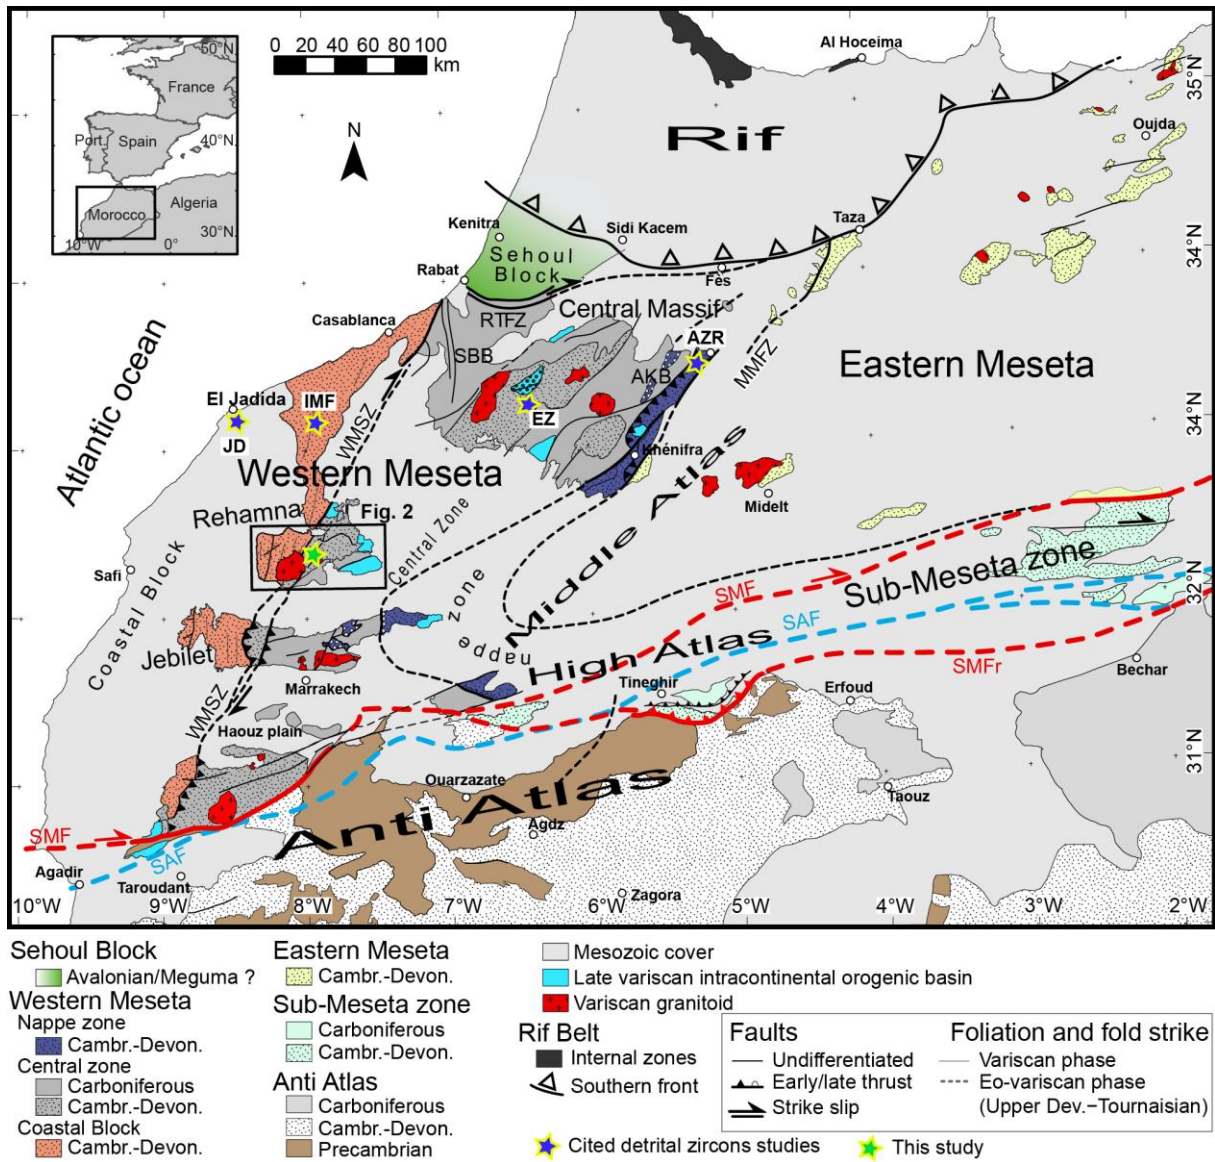 0 20 40 60 80 100
km
50°N
France
40°N
Port.
Spain
Morocco
Algeria
10°W
0°
30°N
N
Al Hoceima
35°N
Rif
Oujda
Kenitra
Sidi Kacem
Taza
34°N
Sehoul
Block
Rabat
Fès
RTFZ
Central Massif
Casablanca
SBB
AZR
MMFZ
Eastern Meseta
AKB
Atlantic ocean
El Jadida
IMF
JD
EZ
WMSZ
34°N
Khénifra
Western Meseta
Middle Atlas
Midelt
Rehamna
Fig. 2
Central Zone
Safi
Coastal Block
nappe zone
SMF
Sub-Meseta zone
32°N
SAF
Jebilet
High Atlas
SMFr
Bechar
Marrakech
Tineghir
Erfoud
WMSZ
Haouz plain
31°N
Ouarzazate
Taouz
Anti Atlas
Agdz
SMF
SAF
Agadir
Taroudant
Zagora
10°W
9°W
8°W
7°W
6°W
5°W
4°W
3°W
2°W
Sehoul Block
Avalonian/Meguma ?
Western Meseta
Nappe zone
Cambr.-Devon.
Central zone
Carboniferous
Cambr.-Devon.
Coastal Block
Cambr.-Devon.
Eastern Meseta
Cambr.-Devon.
Sub-Meseta zone
Carboniferous
Cambr.-Devon.
Anti Atlas
Carboniferous
Cambr.-Devon.
Precambrian
Mesozoic cover
Late variscan intracontinental orogenic basin
Variscan granitoid
Rif Belt
Internal zones
Southern front
Faults
Undifferentiated
Early/late thrust
Strike slip
Foliation and fold strike
Variscan phase
Eo-variscan phase
(Upper Dev.−Tournaisian)
Cited detrital zircons studies
This study